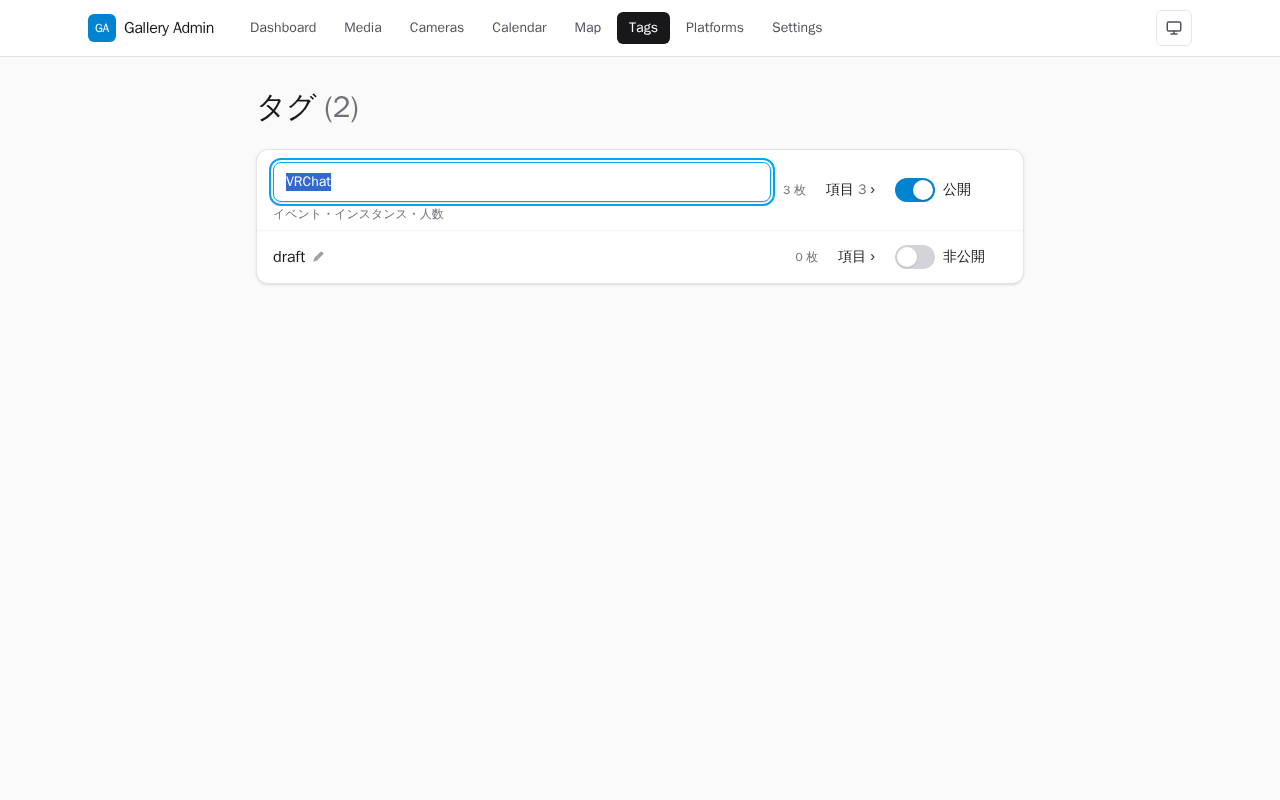 GA Gallery Admin Dashboard Media Cameras Calendar Map Tags Platforms Settings
タグ (2)
VRChat 3 枚 項目 3 › 公開
イベント・インスタンス・人数
draft 0 枚 項目 › 非公開